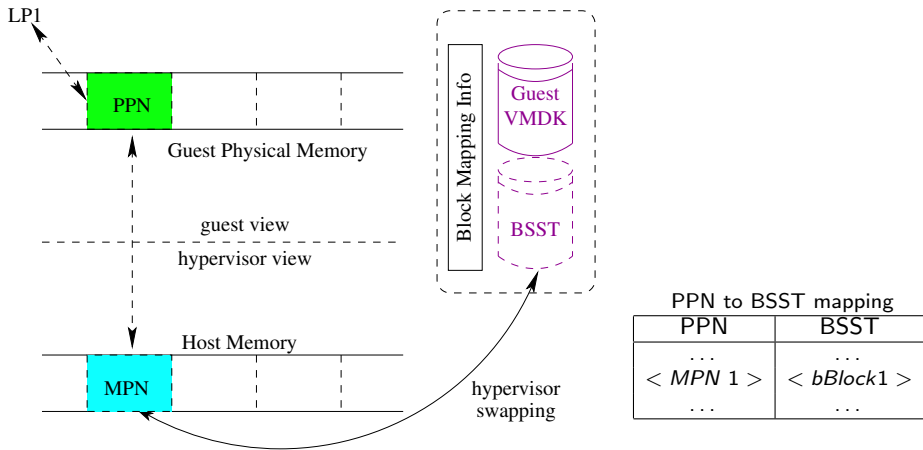 LP1
PPN
Guest Physical Memory
guest view
hypervisor view
Host Memory
MPN
hypervisor
swapping
Block Mapping Info
Guest
VMDK
BSST
PPN to BSST mapping
PPN BSST
... ...
< MPN 1 > < bBlock1 >
... ...